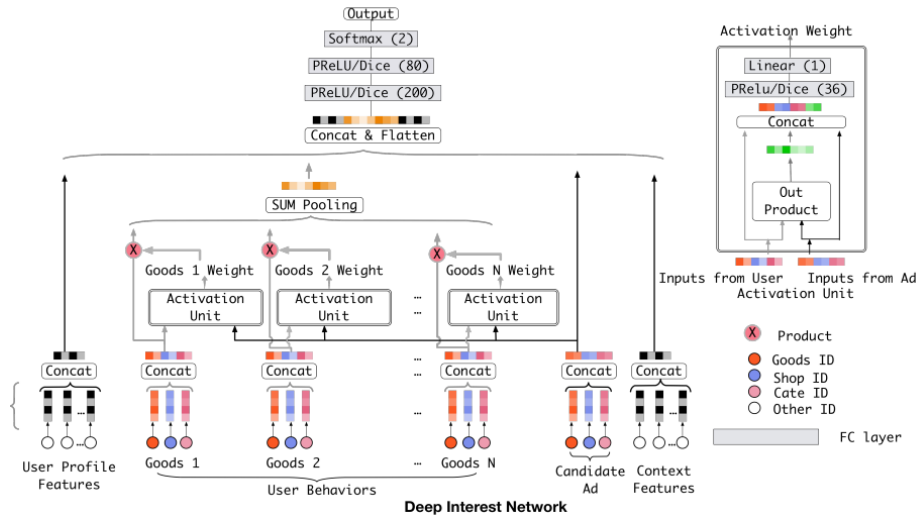 Output
Softmax (2)
PReLU/Dice (80)
PReLU/Dice (200)
Concat & Flatten
SUM Pooling
X
X
X
Goods 1 Weight
Goods 2 Weight
Goods N Weight
Activation
Unit
Activation
Unit
...
...
Activation
Unit
Concat
Concat
Concat
...
...
Concat
Concat
Concat
...
...
...
...
...
User Profile
Features
Goods 1
Goods 2
...
Goods N
User Behaviors
Candidate
Ad
Context
Features
Deep Interest Network
Activation Weight
Linear (1)
PRelu/Dice (36)
Concat
Out
Product
Inputs from User
Inputs from Ad
Activation Unit
X
Product
Goods ID
Shop ID
Cate ID
Other ID
FC layer